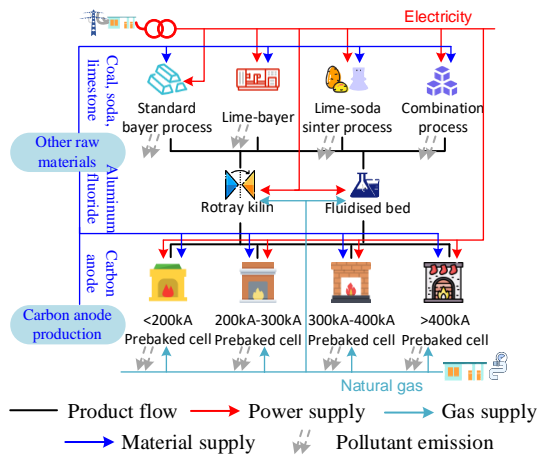 Electricity
Coal, soda,
limestone
Standard
bayer process
Lime-bayer
Lime-soda
sinter process
Combination
process
Other raw
materials
Aluminum
fluoride
Rotray kilin
Fluidised bed
Carbon
anode
Carbon anode
production
<200kA
Prebaked cell
200kA-300kA
Prebaked cell
300kA-400kA
Prebaked cell
>400kA
Prebaked cell
Natural gas
Product flow
Power supply
Gas supply
Material supply
Pollutant emission